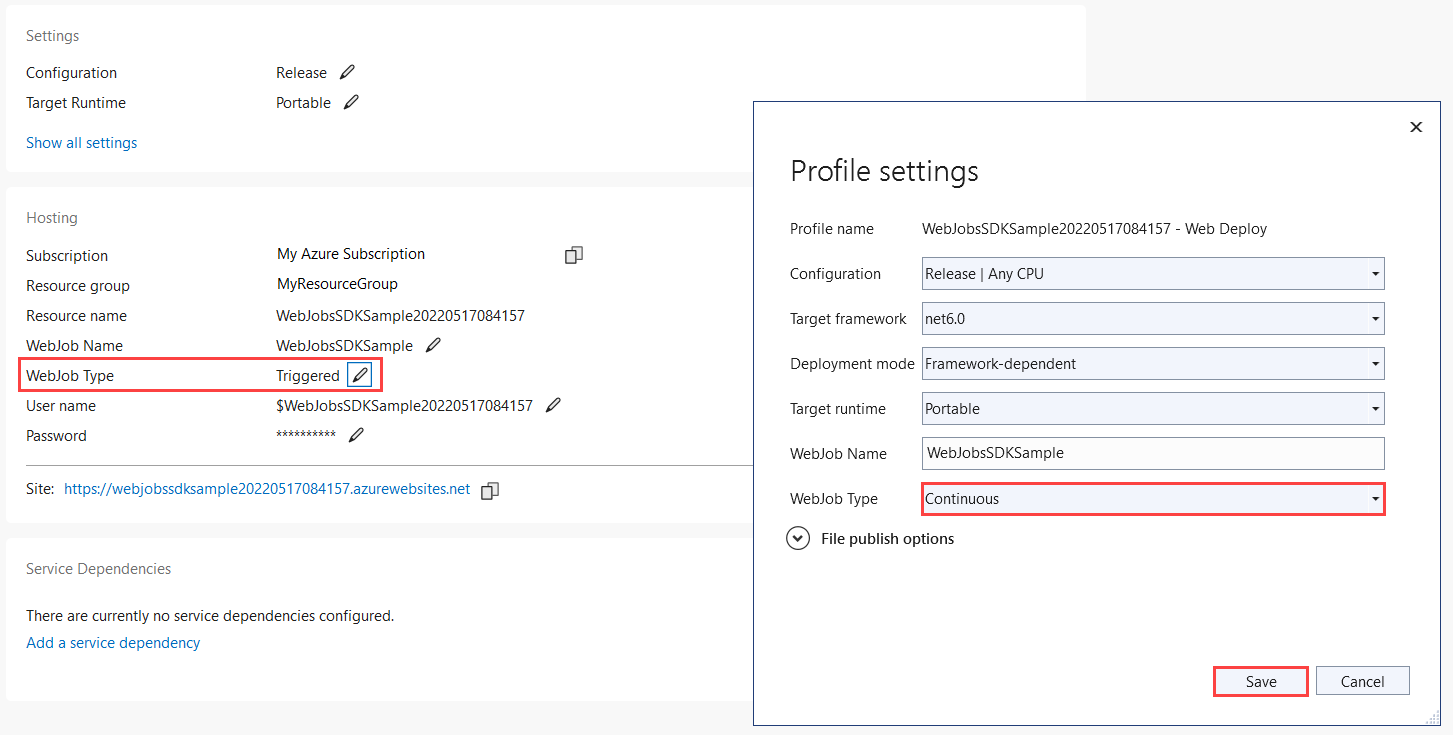 Settings
Configuration Release
Target Runtime Portable
Show all settings
Hosting
Subscription My Azure Subscription
Resource group MyResourceGroup
Resource name WebJobsSDKSample20220517084157
WebJob Name WebJobsSDKSample
WebJob Type Triggered
User name $WebJobsSDKSample20220517084157
Password **********
Site: https://webjobssdksample20220517084157.azurewebsites.net
Service Dependencies
There are currently no service dependencies configured.
Add a service dependency
Profile settings
Profile name WebJobsSDKSample20220517084157 - Web Deploy
Configuration Release | Any CPU
Target framework net6.0
Deployment mode Framework-dependent
Target runtime Portable
WebJob Name WebJobsSDKSample
WebJob Type Continuous
File publish options
Save Cancel